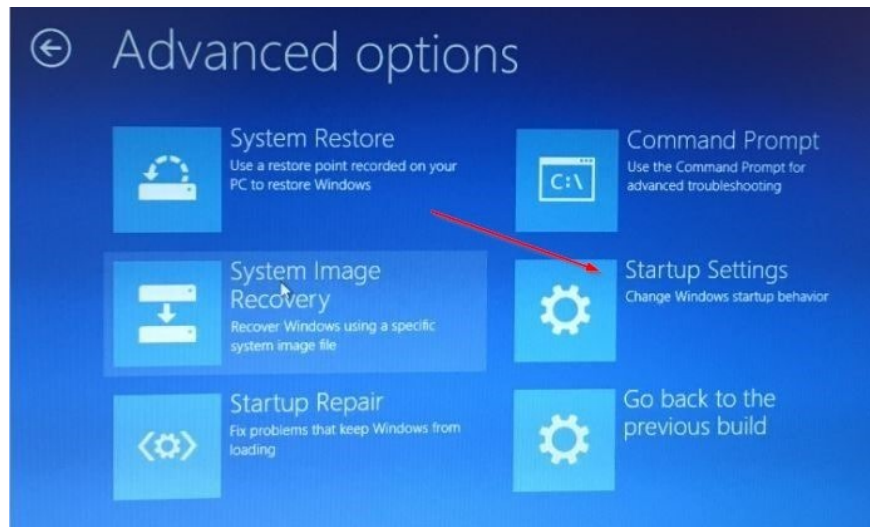 Advanced options
System Restore
Use a restore point recorded on your
PC to restore Windows
System Image
Recovery
Recover Windows using a specific
system image file
Startup Repair
Fix problems that keep Windows from
loading
C:\
Command Prompt
Use the Command Prompt for
advanced troubleshooting
Startup Settings
Change Windows startup behavior
Go back to the
previous build